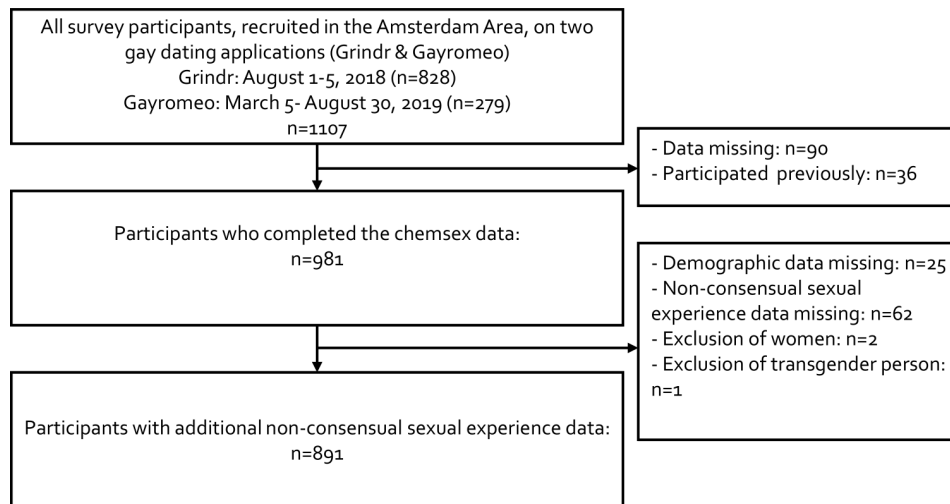 All survey participants, recruited in the Amsterdam Area, on two
gay dating applications (Grindr & Gayromeo)
Grindr: August 1-5, 2018 (n=828)
Gayromeo: March 5- August 30, 2019 (n=279)
n=1107
- Data missing: n=90
- Participated previously: n=36
Participants who completed the chemsex data:
n=981
- Demographic data missing: n=25
- Non-consensual sexual
experience data missing: n=62
- Exclusion of women: n=2
- Exclusion of transgender person:
n=1
Participants with additional non-consensual sexual experience data:
n=891